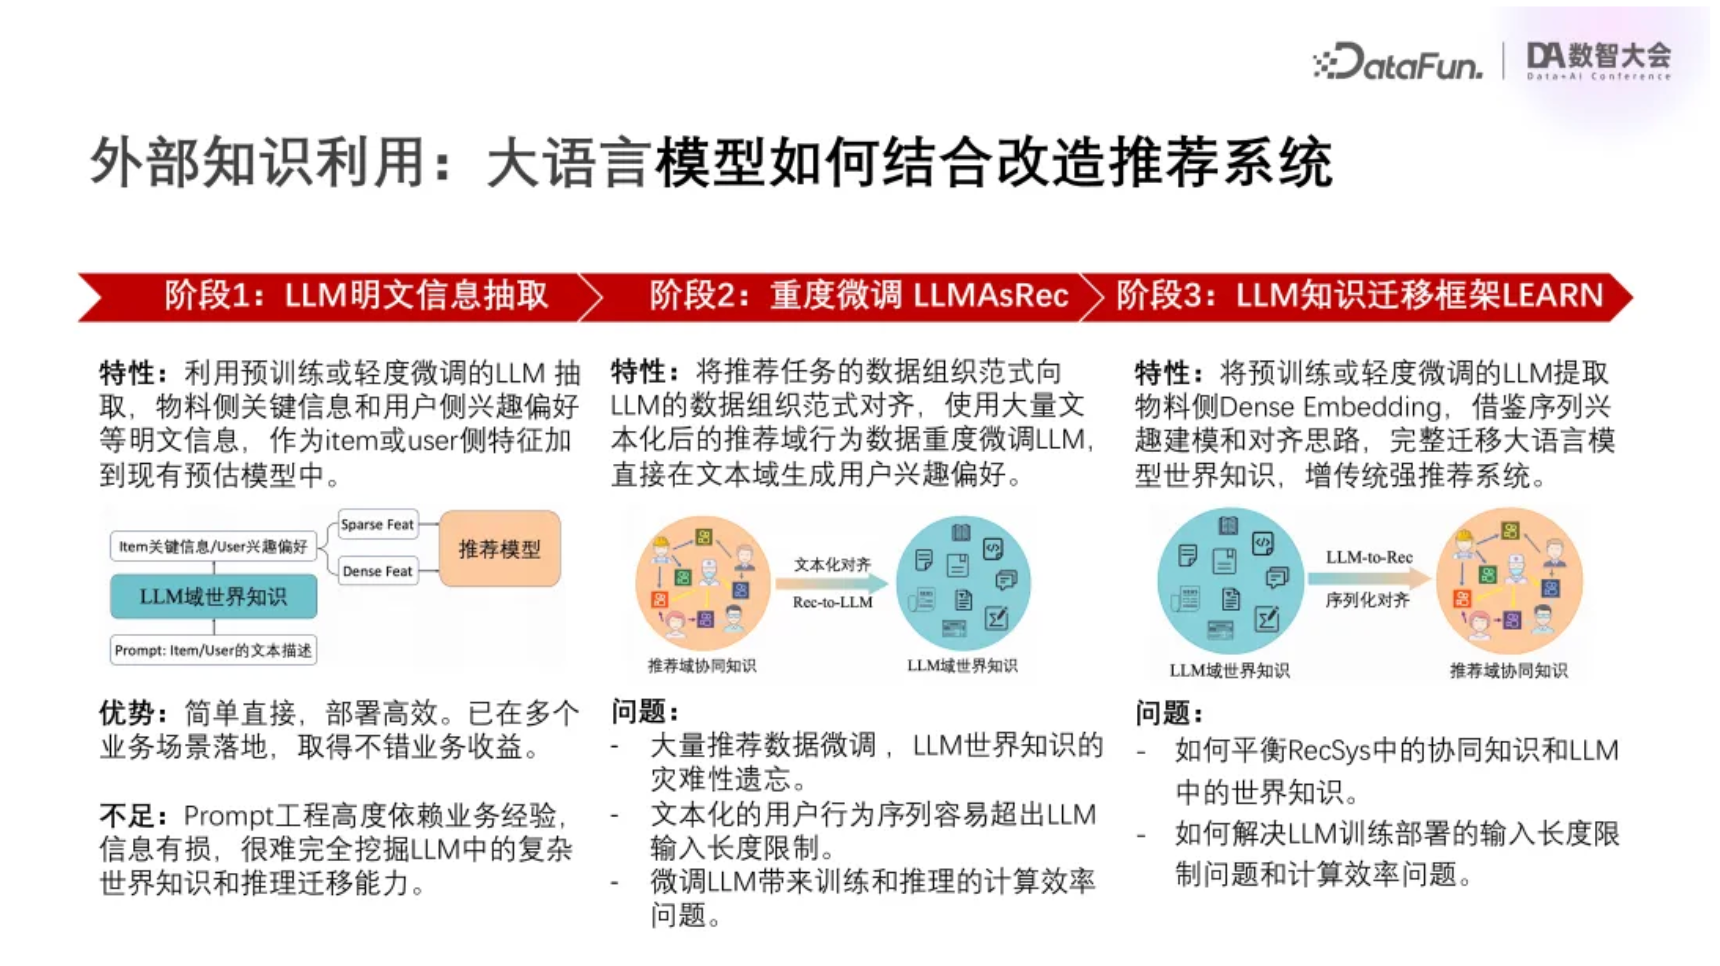 DataFun.
DA数智大会
Data+AI Conference
外部知识利用：大语言模型如何结合改造推荐系统
阶段1：LLM明文信息抽取
阶段2：重度微调 LLMAsRec
阶段3：LLM知识迁移框架LEARN
特性：利用预训练或轻度微调的LLM 抽
取，物料侧关键信息和用户侧兴趣偏好
等明文信息，作为item或user侧特征加
到现有预估模型中。
Item关键信息/User兴趣偏好
Sparse Feat
Dense Feat
推荐模型
LLM域世界知识
Prompt: Item/User的文本描述
优势：简单直接，部署高效。已在多个
业务场景落地，取得不错业务收益。
不足：Prompt工程高度依赖业务经验，
信息有损，很难完全挖掘LLM中的复杂
世界知识和推理迁移能力。
特性：将推荐任务的数据组织范式向
LLM的数据组织范式对齐，使用大量文
本化后的推荐域行为数据重度微调LLM，
直接在文本域生成用户兴趣偏好。
文本化对齐
Rec-to-LLM
推荐域协同知识
LLM域世界知识
问题：
- 大量推荐数据微调 ，LLM世界知识的
灾难性遗忘。
- 文本化的用户行为序列容易超出LLM
输入长度限制。
- 微调LLM带来训练和推理的计算效率
问题。
特性：将预训练或轻度微调的LLM提取
物料侧Dense Embedding，借鉴序列兴
趣建模和对齐思路，完整迁移大语言模
型世界知识，增传统强推荐系统。
LLM-to-Rec
序列化对齐
LLM域世界知识
推荐域协同知识
问题：
- 如何平衡RecSys中的协同知识和LLM
中的世界知识。
- 如何解决LLM训练部署的输入长度限
制问题和计算效率问题。